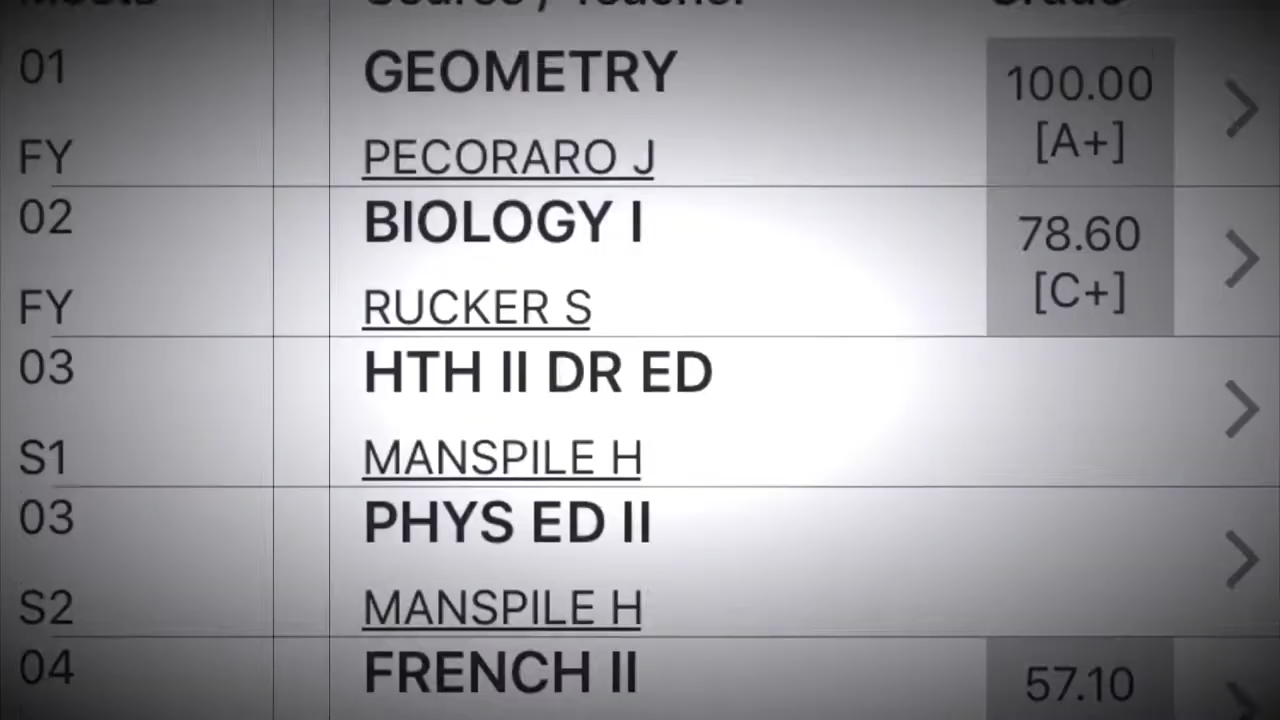 01 GEOMETRY 100.00
[A+]
FY PECORARO J
02 BIOLOGY I 78.60
[C+]
FY RUCKER S
03 HTH II DR ED
S1 MANSPILE H
03 PHYS ED II
S2 MANSPILE H
04 FRENCH II 57.10